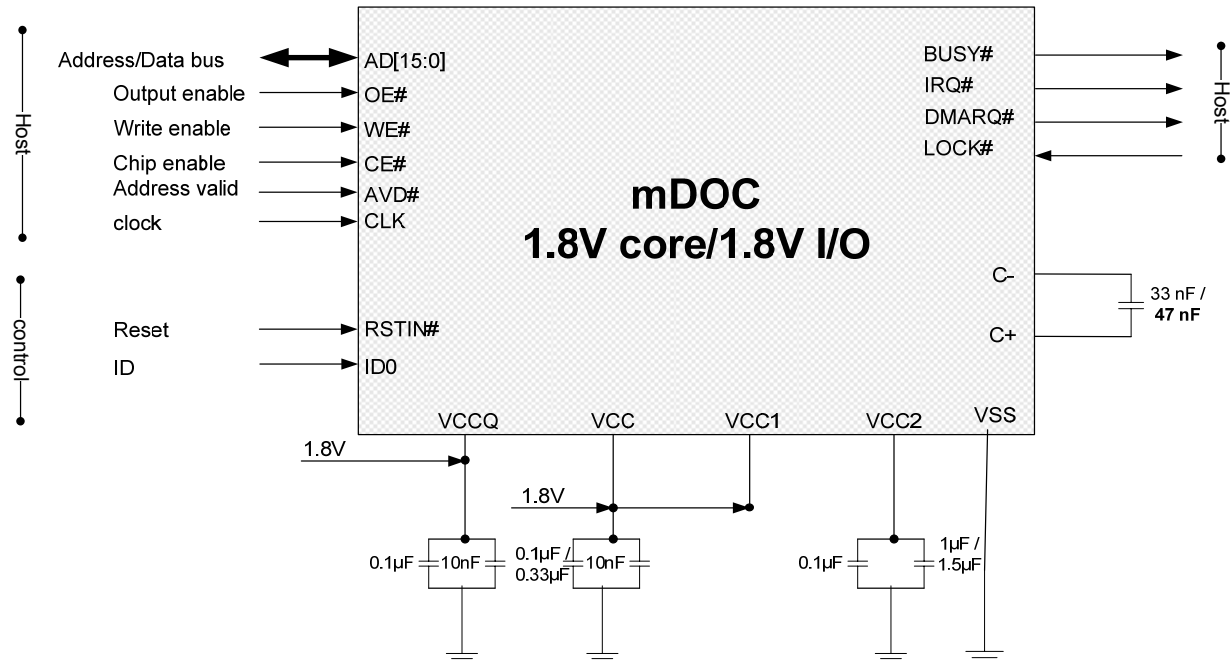 Host
Address/Data bus
Output enable
Write enable
Chip enable
Address valid
clock
control
Reset
ID
AD[15:0]
OE#
WE#
CE#
AVD#
CLK
RSTIN#
ID0
mDOC
1.8V core/1.8V I/O
BUSY#
IRQ#
DMARQ#
LOCK#
Host
C-
C+
33 nF /
47 nF
VCCQ
VCC
VCC1
VCC2
VSS
1.8V
1.8V
0.1µF
10nF
0.1µF /
0.33µF
10nF
0.1µF
1µF /
1.5µF